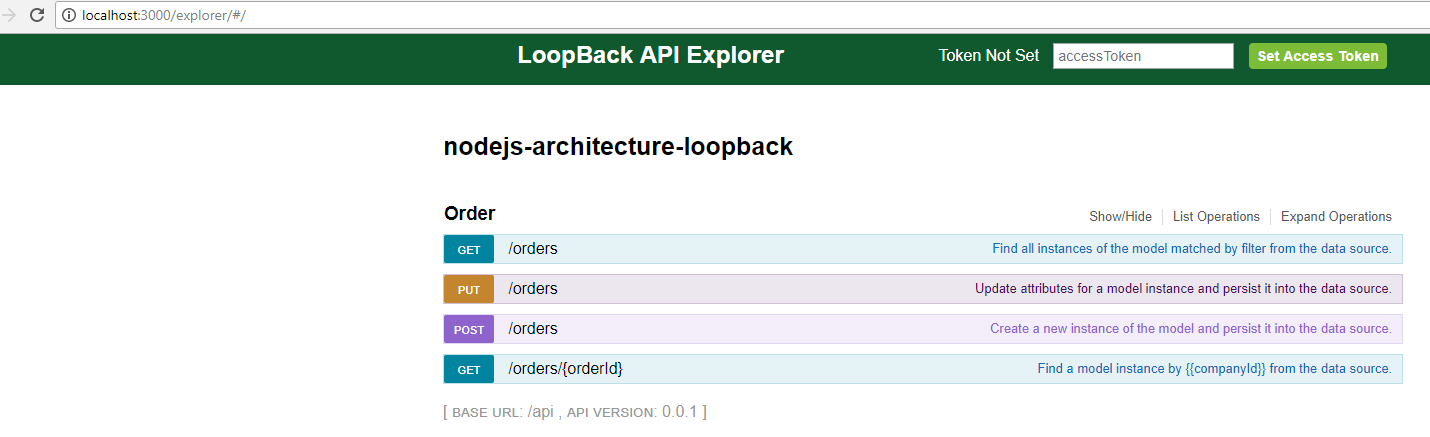 localhost:3000/explorer/#/
LoopBack API Explorer Token Not Set accessToken Set Access Token
nodejs-architecture-loopback
Order Show/Hide List Operations Expand Operations
GET /orders Find all instances of the model matched by filter from the data source.
PUT /orders Update attributes for a model instance and persist it into the data source.
POST /orders Create a new instance of the model and persist it into the data source.
GET /orders/{orderId} Find a model instance by {{companyId}} from the data source.
[ BASE URL: /api , API VERSION: 0.0.1 ]